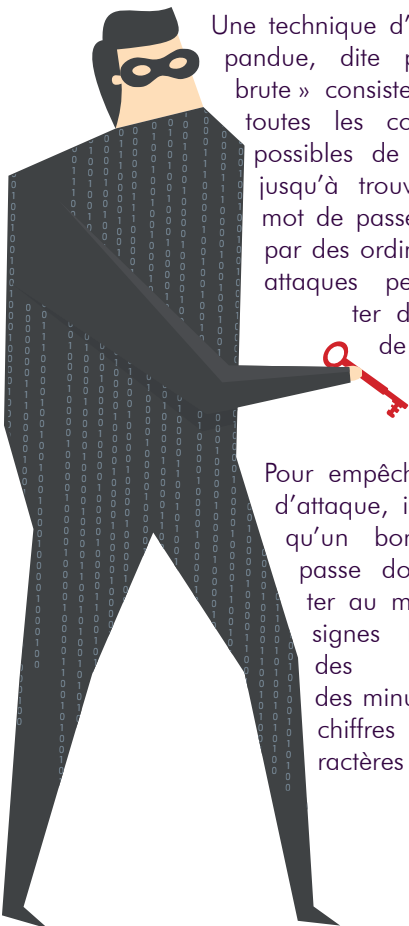 Une technique d'
pandue, dite p
brute » consiste
toutes les co
possibles de
jusqu'à trouv
mot de passe
par des ordin
attaques pe
ter d
de
Pour empêch
d'attaque, i
qu'un bon
passe do
ter au m
signes
des
des minu
chiffres
ractères